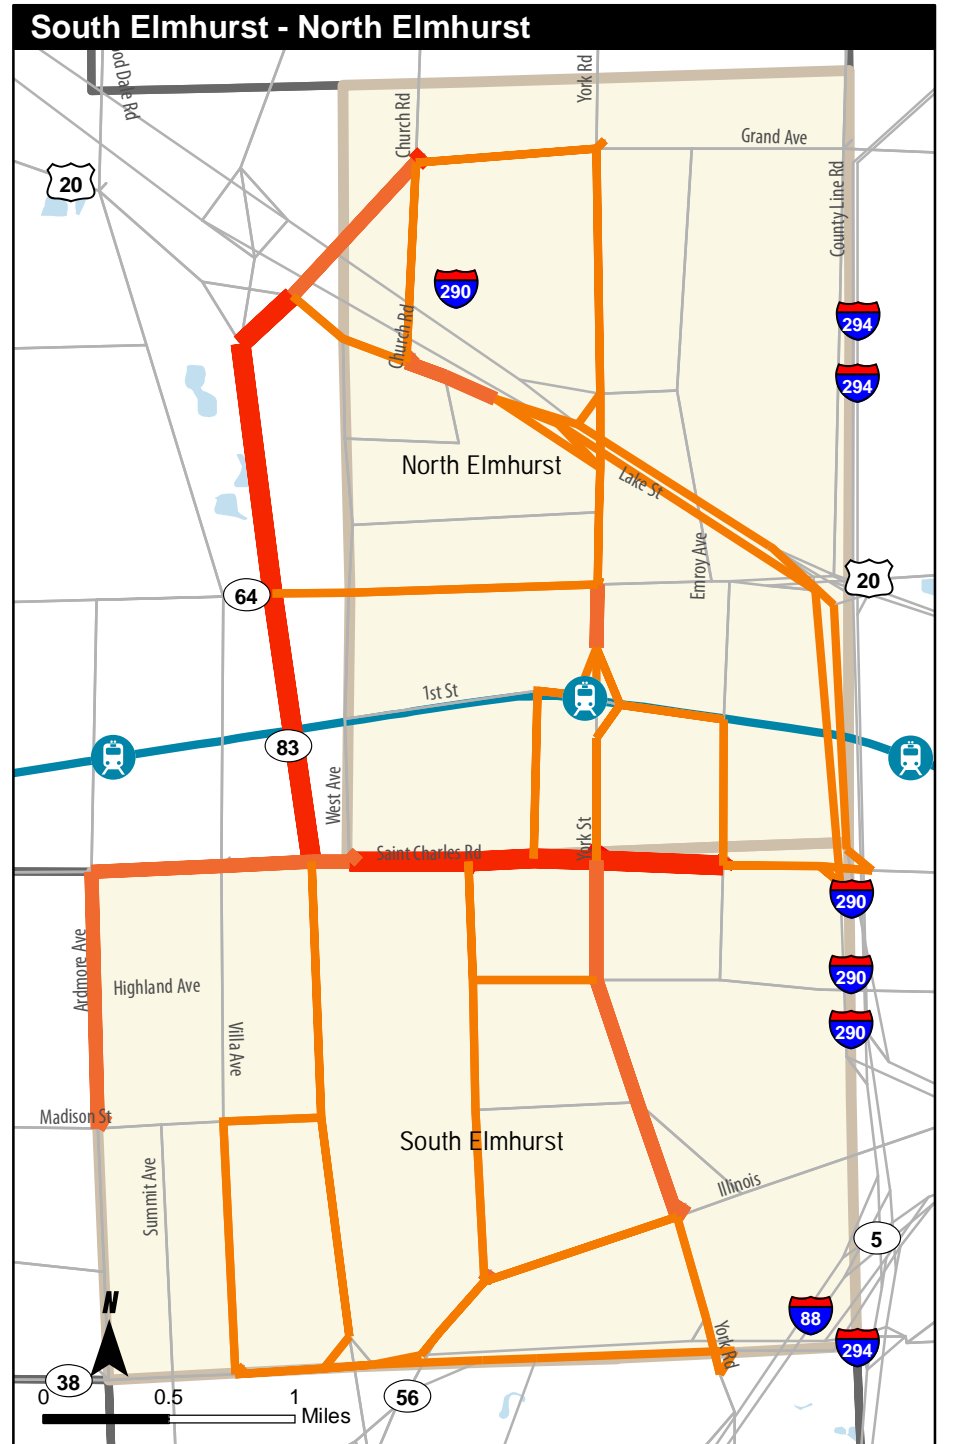 South Elmhurst - North Elmhurst
York Rd
Church Rd
Grand Ave
20
County Line Rd
290
294
Church Rd
294
North Elmhurst
Lake St
Emroy Ave
20
64
1st St
83
West Ave
York St
Saint Charles Rd
290
Ardmore Ave
Highland Ave
290
290
Villa Ave
Madison St
South Elmhurst
Summit Ave
Illinois
5
N
88
York Rd
294
38
56
0 0.5 1
Miles